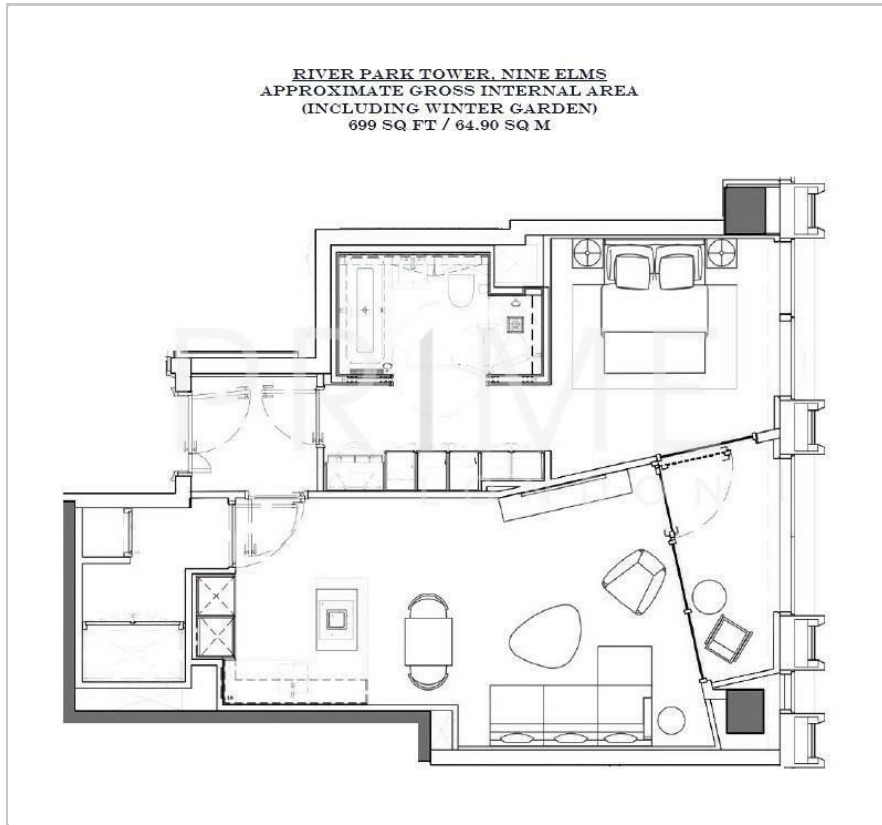 RIVER PARK TOWER, NINE ELMS
APPROXIMATE GROSS INTERNAL AREA
(INCLUDING WINTER GARDEN)
699 SQ FT / 64.90 SQ M
PRIME
LONDON